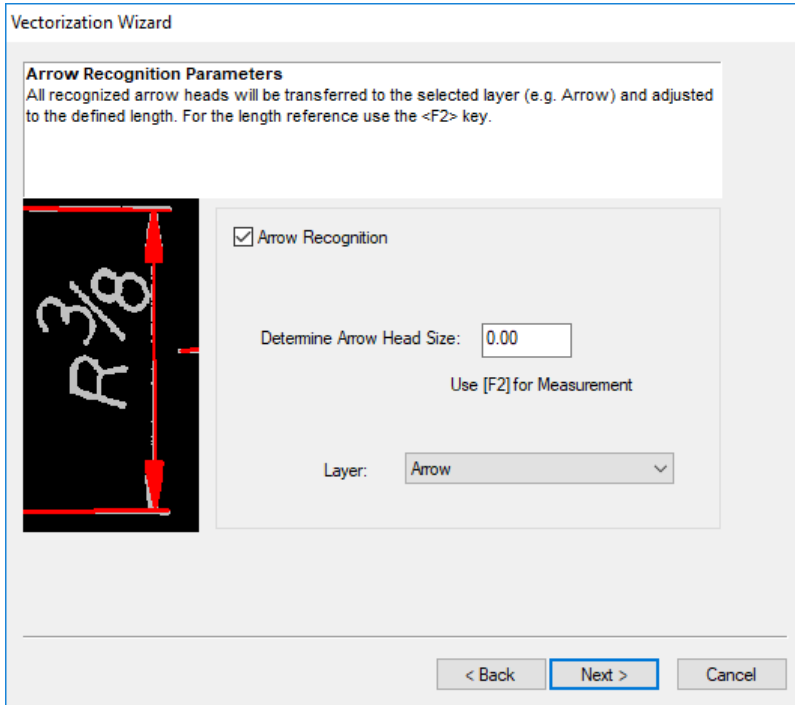 Vectorization Wizard
Arrow Recognition Parameters
All recognized arrow heads will be transferred to the selected layer (e.g. Arrow) and adjusted
to the defined length. For the length reference use the <F2> key.
R 3/8
Arrow Recognition
Determine Arrow Head Size: 0.00
Use [F2] for Measurement
Layer: Arrow
< Back Next > Cancel